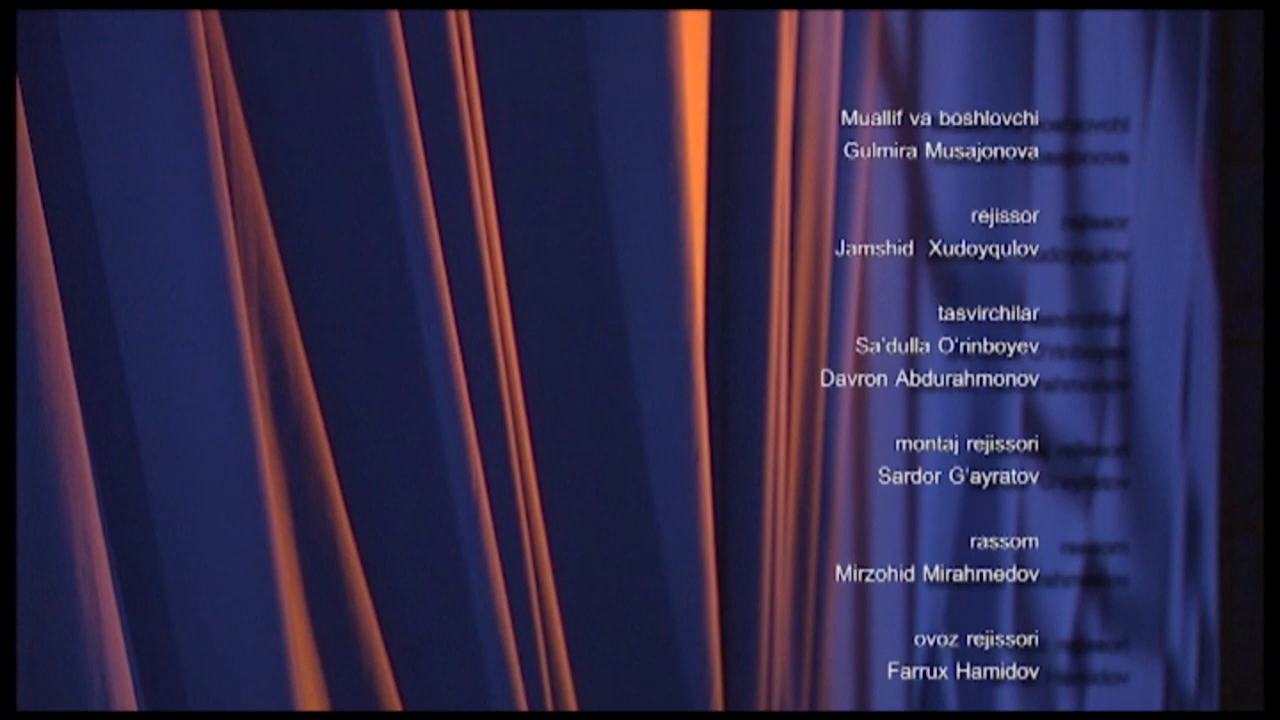 Muallif va boshlovchi
Gulmira Musajonova
rejissor
Jamshid Xudoyqulov
tasvirchilar
Sa'dulla O'rinboyev
Davron Abdurahmonov
montaj rejissori
Sardor G'ayratov
rassom
Mirzohid Mirahmedov
ovoz rejissori
Farrux Hamidov